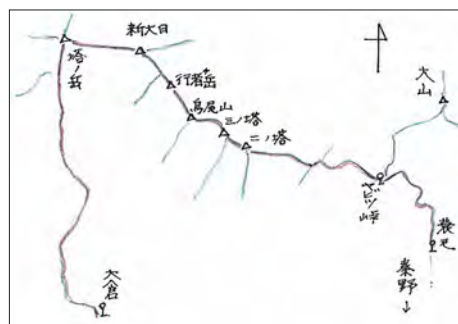 塔ノ岳
新大日
行者岳
烏尾山
三ノ塔
二ノ塔
大山
ヤビツ峠
蓑毛
秦野
↓
大倉